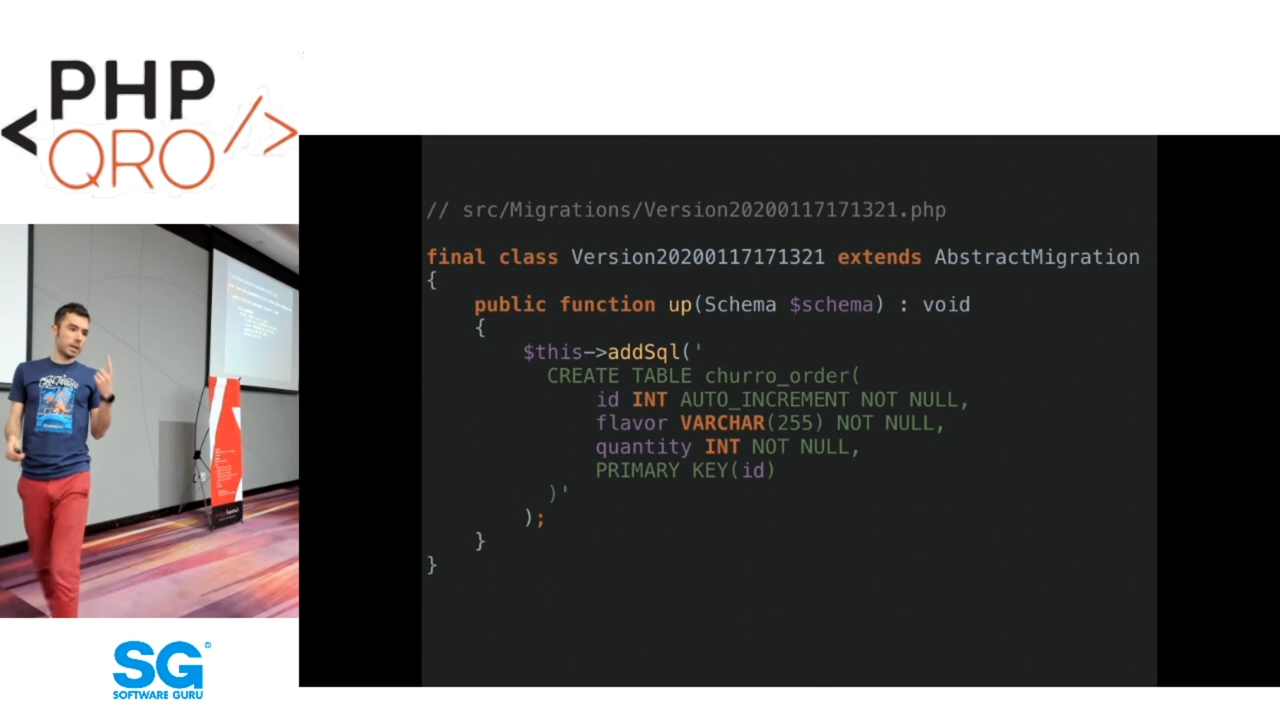 <PHP
QRO/>
// src/Migrations/Version20200117171321.php
final class Version20200117171321 extends AbstractMigration
{
public function up(Schema $schema) : void
{
$this->addSql('
CREATE TABLE churro_order(
id INT AUTO_INCREMENT NOT NULL,
flavor VARCHAR(255) NOT NULL,
quantity INT NOT NULL,
PRIMARY KEY(id)
)'
);
}
}
SG®
SOFTWARE GURU